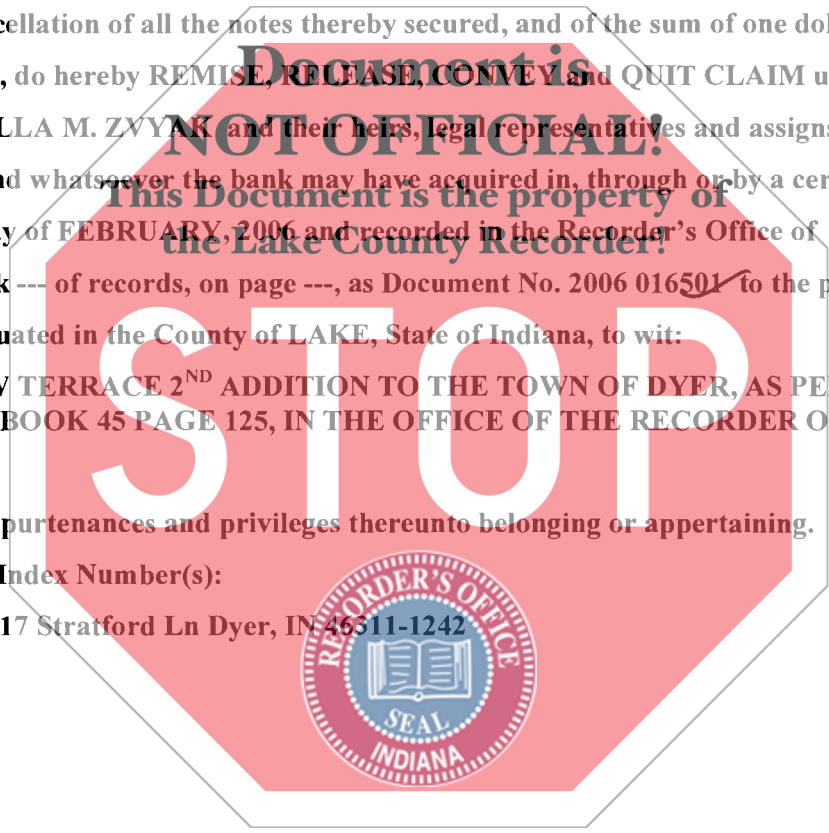 cellation of all the notes thereby secured, and of the sum of one dol
, do hereby REMISE, RELEASE, CONVEY and QUIT CLAIM u
LLA M. ZVYAK and their heirs, legal representatives and assigns
nd whatsoever the bank may have acquired in, through or by a cer
y of FEBRUARY, 2006 and recorded in the Recorder's Office of
k --- of records, on page ---, as Document No. 2006 016501 to the p
uated in the County of LAKE, State of Indiana, to wit:
TERRACE 2ND ADDITION TO THE TOWN OF DYER, AS PE
BOOK 45 PAGE 125, IN THE OFFICE OF THE RECORDER O
purtenances and privileges thereunto belonging or appertaining.
Index Number(s):
17 Stratford Ln Dyer, IN 46311-1242
Document is
NOT OFFICIAL!
This Document is the property of
the Lake County Recorder!
STOP
RECORDER'S OFFICE
SEAL
INDIANA